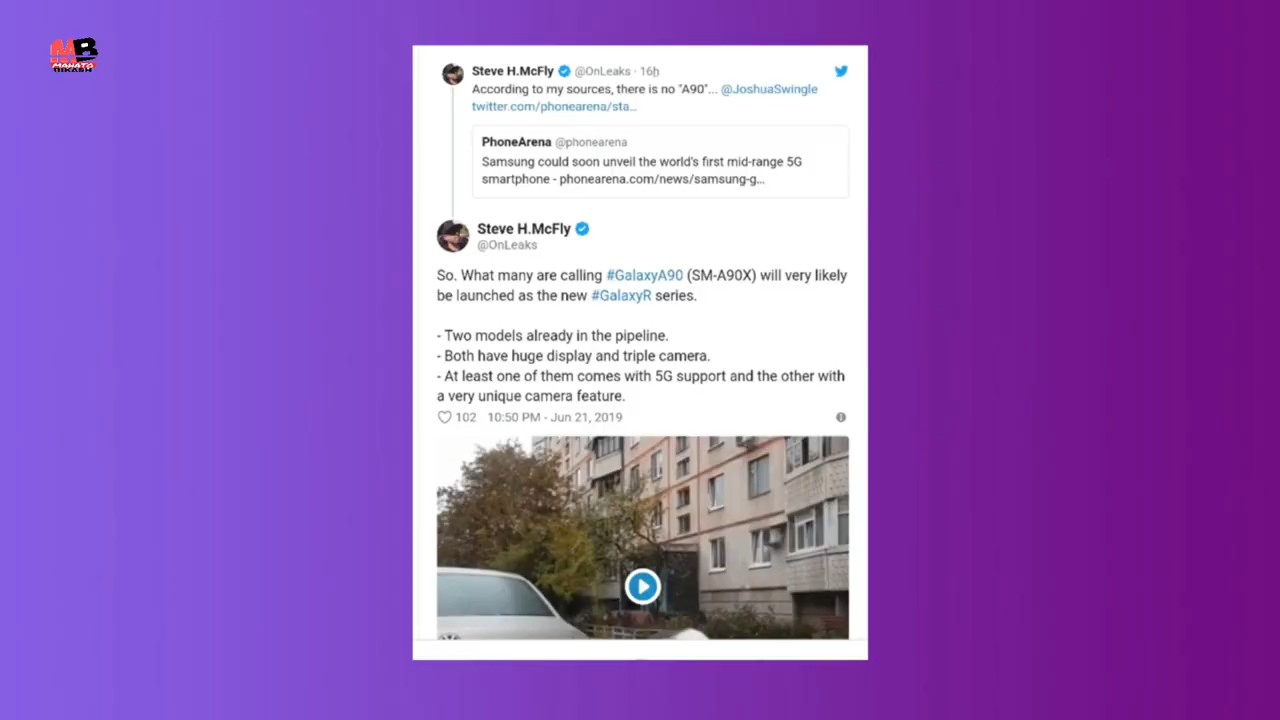 MB
MAHATO
BIKASH
Steve H.McFly @OnLeaks · 16h
According to my sources, there is no "A90"... @JoshuaSwingle
twitter.com/phonearena/sta...
PhoneArena @phonearena
Samsung could soon unveil the world's first mid-range 5G
smartphone - phonearena.com/news/samsung-g...
Steve H.McFly
@OnLeaks
So. What many are calling #GalaxyA90 (SM-A90X) will very likely
be launched as the new #GalaxyR series.
- Two models already in the pipeline.
- Both have huge display and triple camera.
- At least one of them comes with 5G support and the other with
a very unique camera feature.
102 10:50 PM - Jun 21, 2019